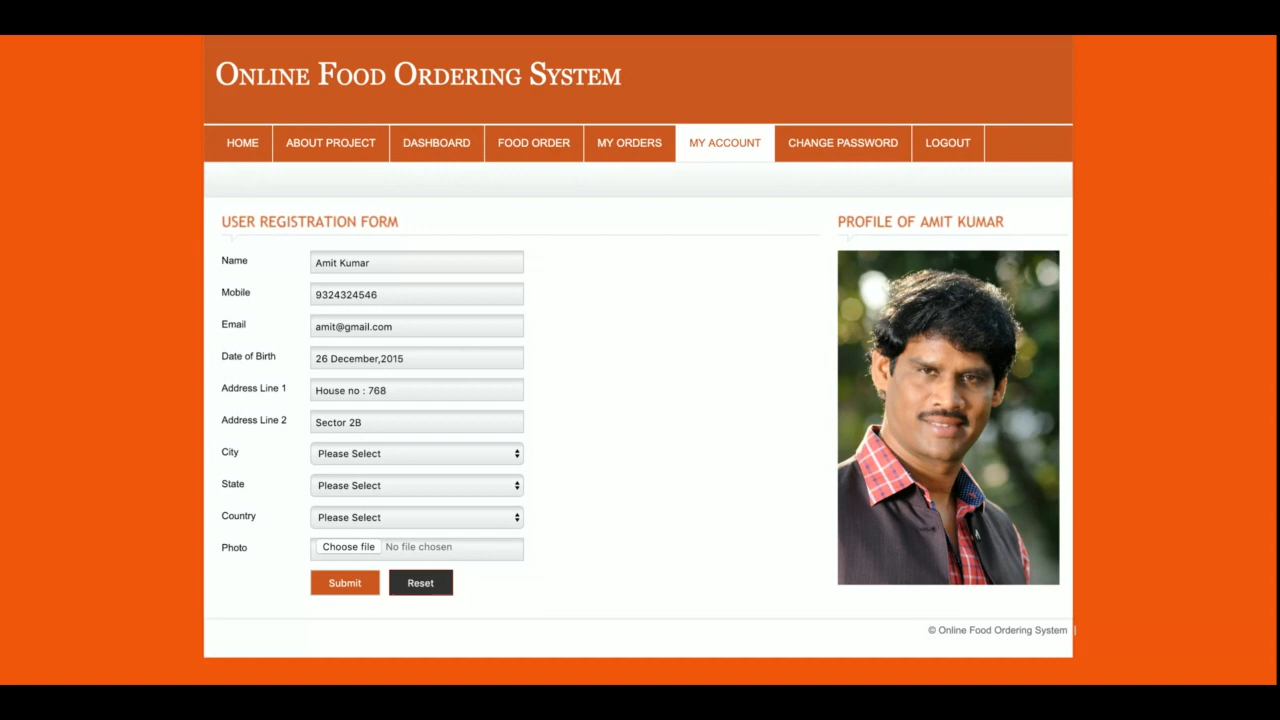 Online Food Ordering System
HOME ABOUT PROJECT DASHBOARD FOOD ORDER MY ORDERS MY ACCOUNT CHANGE PASSWORD LOGOUT
USER REGISTRATION FORM
Name Amit Kumar
Mobile 9324324546
Email amit@gmail.com
Date of Birth 26 December,2015
Address Line 1 House no : 768
Address Line 2 Sector 2B
City Please Select
State Please Select
Country Please Select
Photo Choose file No file chosen
Submit Reset
PROFILE OF AMIT KUMAR
© Online Food Ordering System |